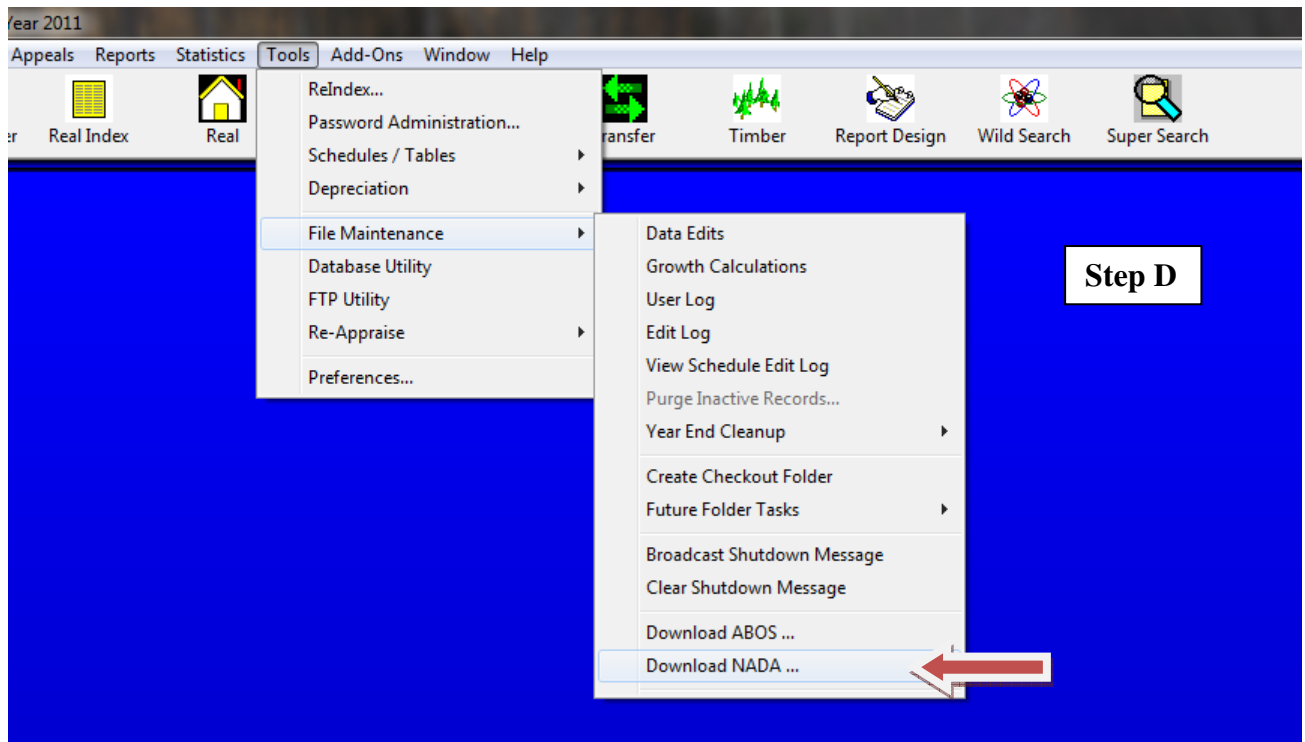 Year 2011
Appeals Reports Statistics Tools Add-Ons Window Help
Real Index Real Timber Report Design Wild Search Super Search
ReIndex...
Password Administration...
Schedules / Tables
Depreciation
File Maintenance
Database Utility
FTP Utility
Re-Appraise
Preferences...
Data Edits
Growth Calculations
User Log
Edit Log
View Schedule Edit Log
Purge Inactive Records...
Year End Cleanup
Create Checkout Folder
Future Folder Tasks
Broadcast Shutdown Message
Clear Shutdown Message
Download ABOS ...
Download NADA ...
Step D